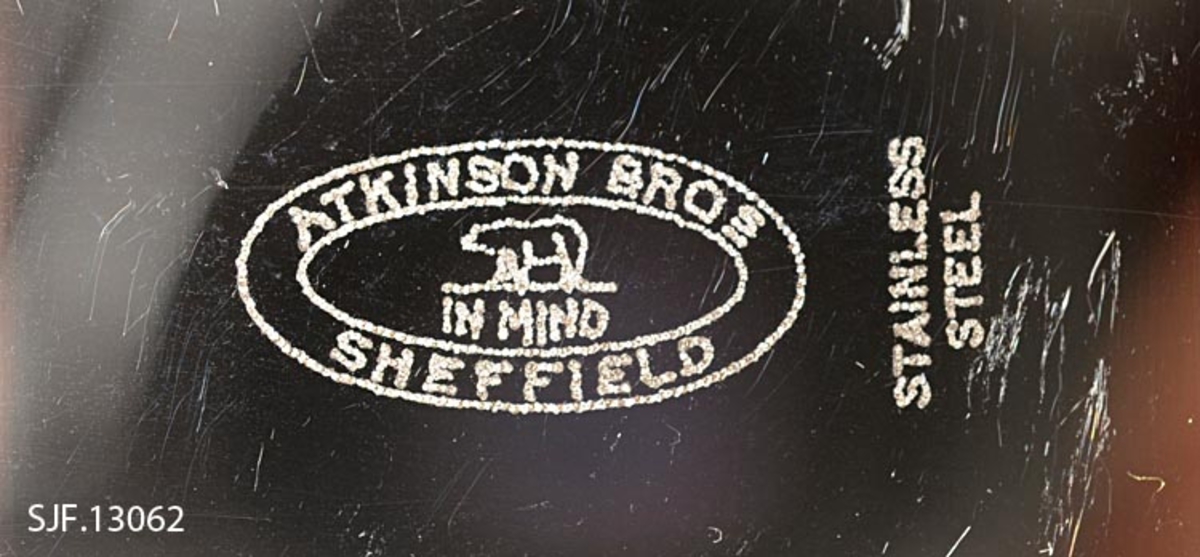 ATKINSON BROS
IN MIND
SHEFFIELD
STAINLESS
STEEL
SJF.13062